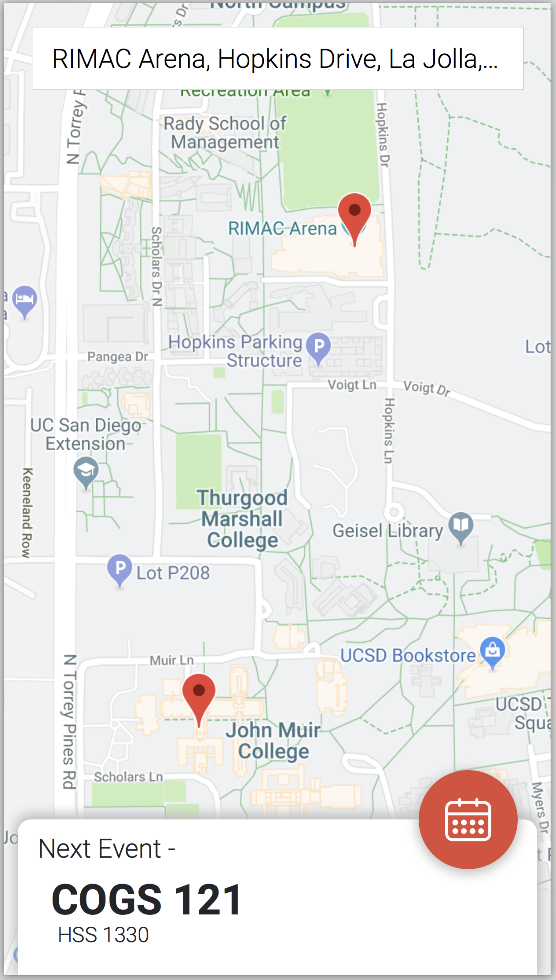 North Campus
RIMAC Arena, Hopkins Drive, La Jolla,...
Recreation Area
N Torrey P
Hopkins Dr
Rady School of
Management
RIMAC Arena
Scholars Dr N
a
a
Hopkins Parking
Structure
P
Lot
Pangea Dr
Voigt Ln
Voigt Dr
Hopkins Ln
UC San Diego
Extension
Keeneland Row
Thurgood
Marshall
College
Geisel Library
P
Lot P208
Muir Ln
UCSD Bookstore
N Torrey Pines Rd
UCSD T
Squa
John Muir
College
Scholars Ln
Myers Dr
Jo
t P
Next Event -
COGS 121
HSS 1330